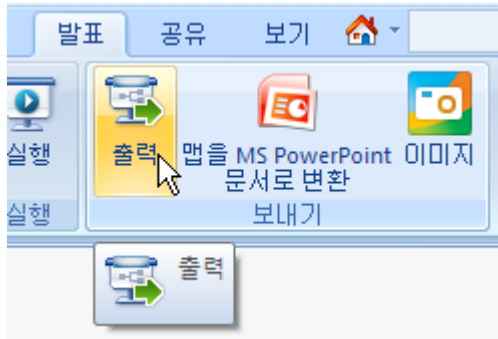 발표 공유 보기
실행 출력 맵을 MS PowerPoint 이미지
문서로 변환
실행 보내기
출력